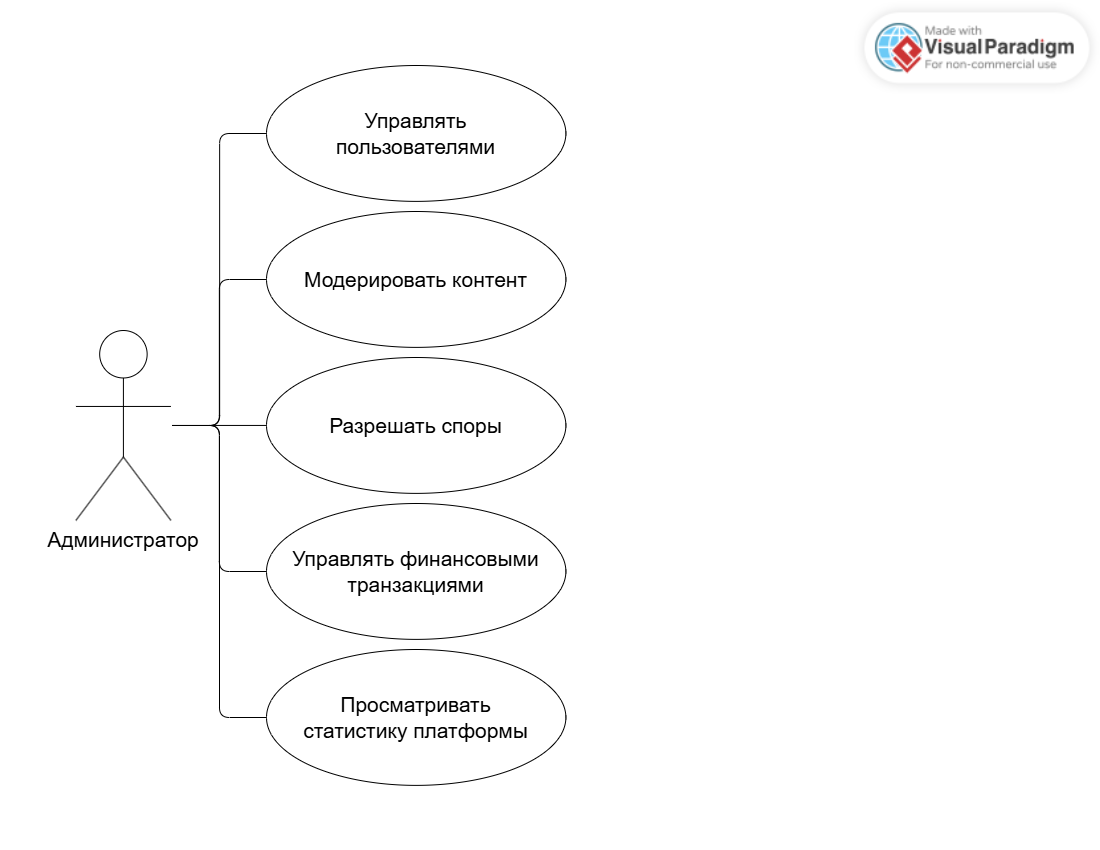 Made with
Visual Paradigm
For non-commercial use
Управлять
пользователями
Модерировать контент
Разрешать споры
Администратор
Управлять финансовыми
транзакциями
Просматривать
статистику платформы